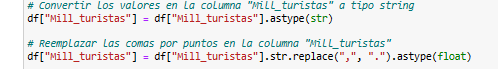 # Convertir los valores en la columna "Mill_turistas" a tipo string
df["Mill_turistas"] = df["Mill_turistas"].astype(str)
# Reemplazar las comas por puntos en la columna "Mill_turistas"
df["Mill_turistas"] = df["Mill_turistas"].str.replace(",", ".").astype(float)